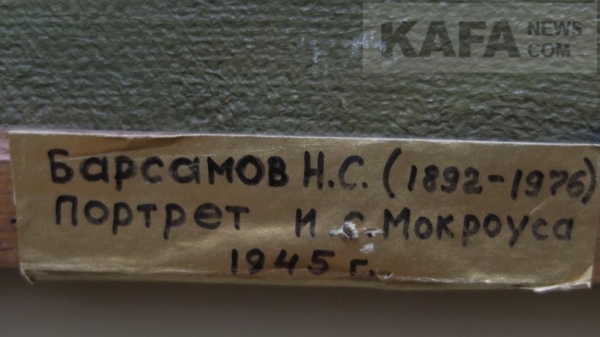 KAFA NEWS
COM
Барсамов Н.С. (1892-1976)
Портрет И.С. Мокроуса
1945 г.